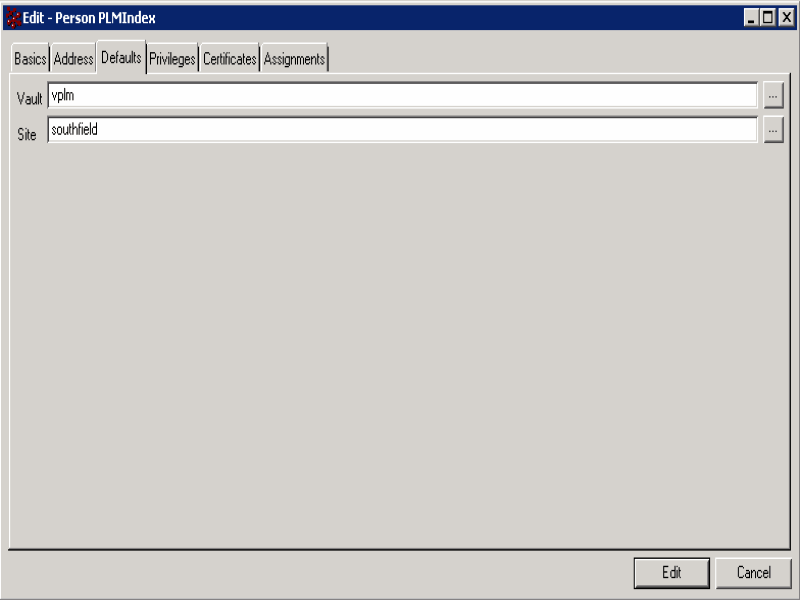 Edit - Person PLMIndex
Basics Address Defaults Privileges Certificates Assignments
Vault vplm ...
Site southfield ...
Edit Cancel